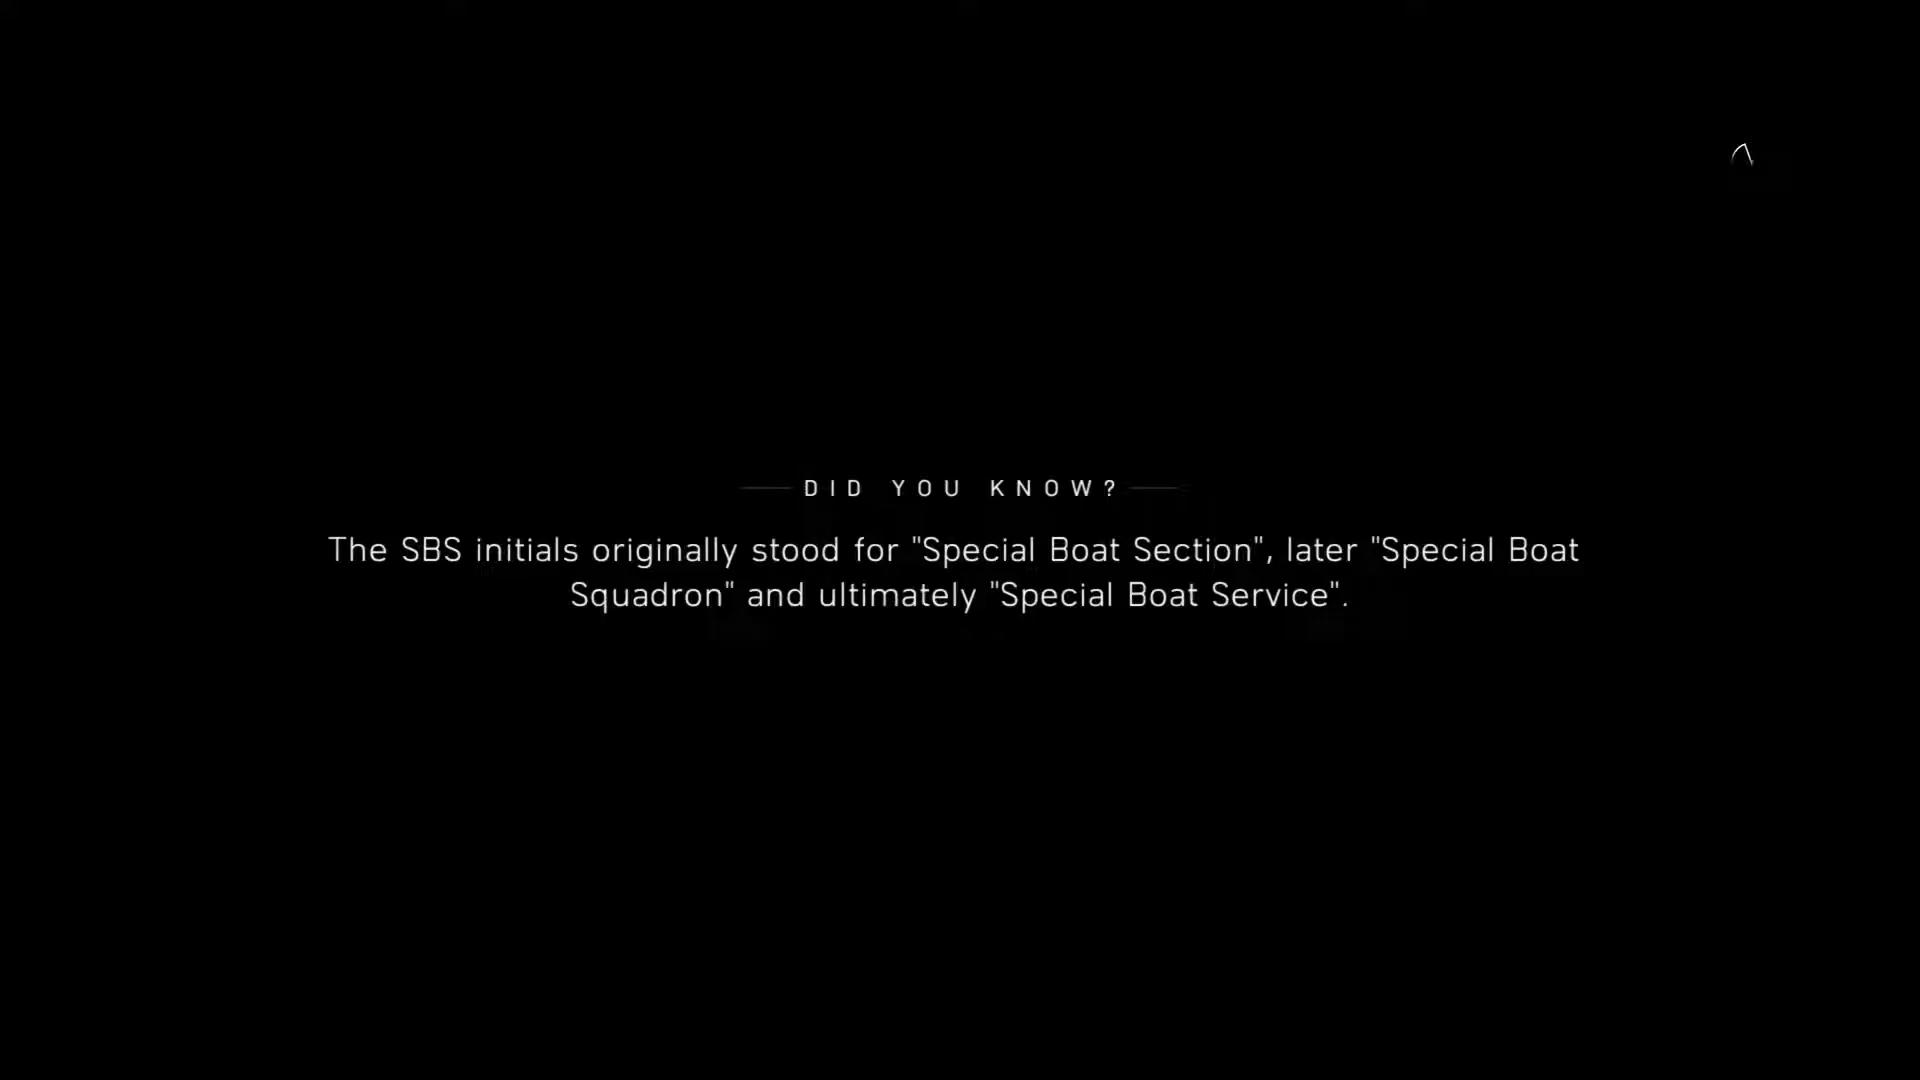 DID YOU KNOW?
The SBS initials originally stood for "Special Boat Section", later "Special Boat
Squadron" and ultimately "Special Boat Service".